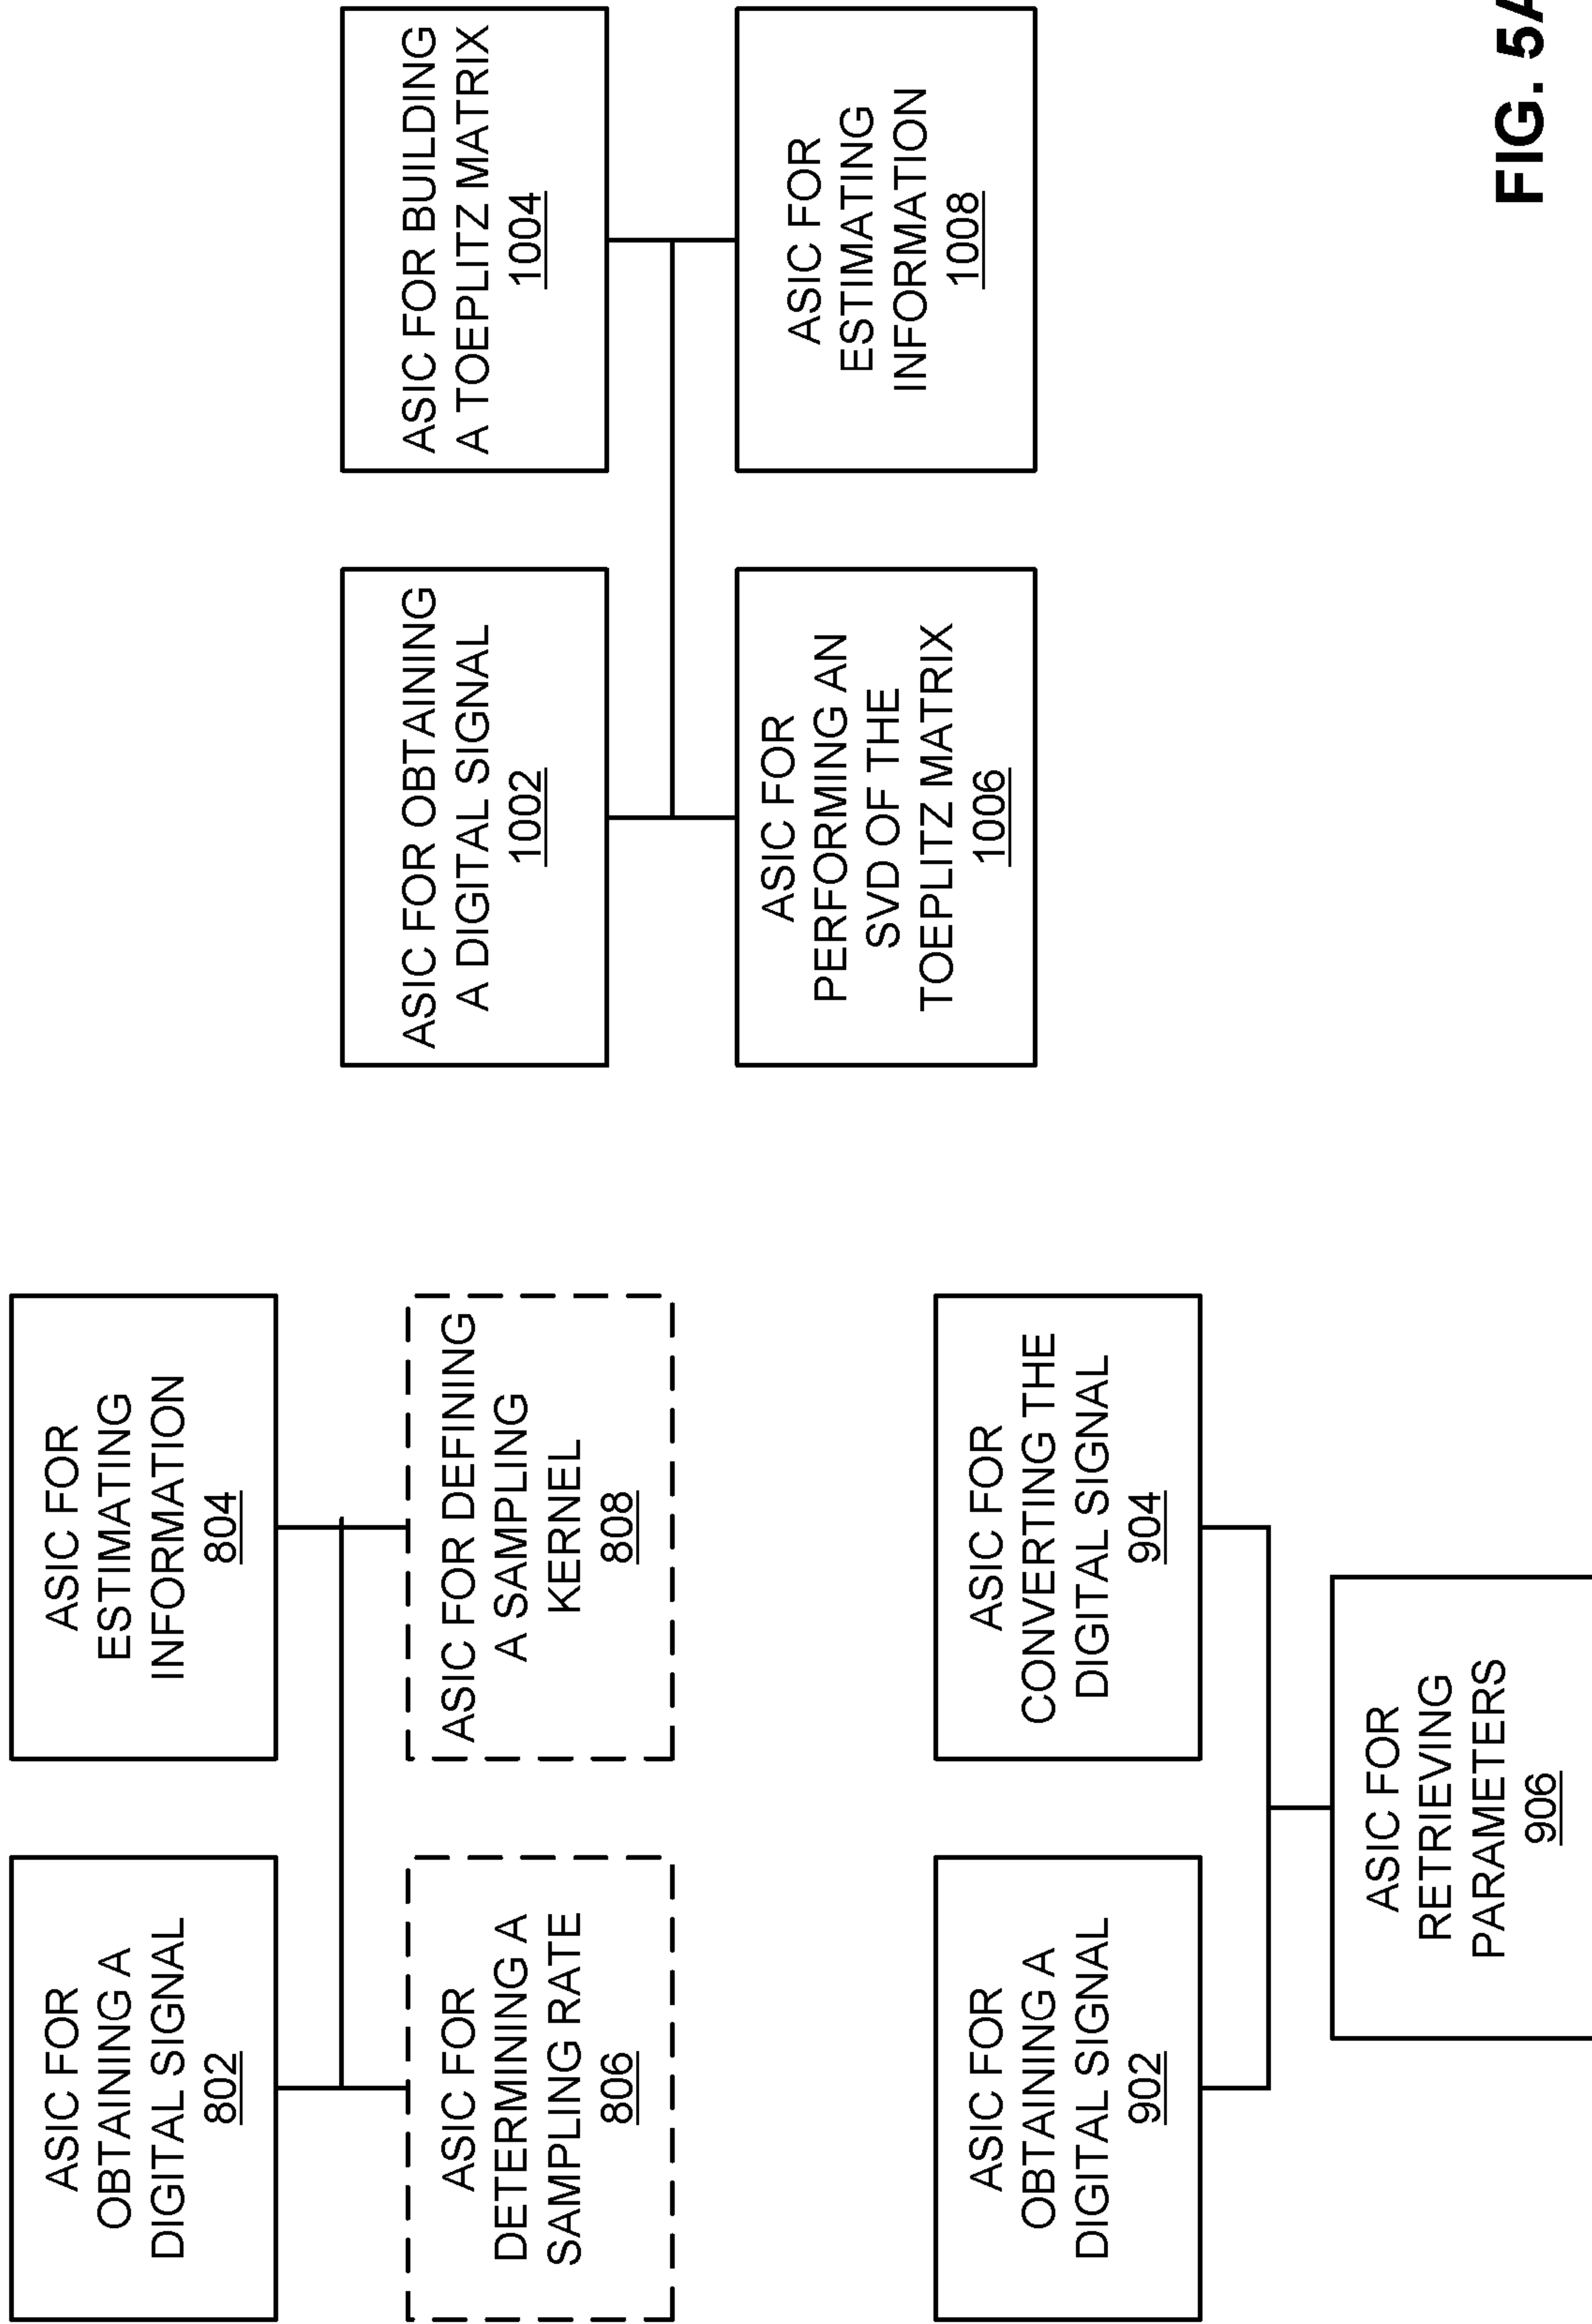 ASIC FOR
OBTAINING A
DIGITAL SIGNAL
802
ASIC FOR
ESTIMATING
INFORMATION
804
ASIC FOR
DETERMINING A
SAMPLING RATE
806
ASIC FOR DEFINING
A SAMPLING
KERNEL
808
ASIC FOR
OBTAINING A
DIGITAL SIGNAL
902
ASIC FOR
CONVERTING THE
DIGITAL SIGNAL
904
ASIC FOR
RETRIEVING
PARAMETERS
906
ASIC FOR OBTAINING
A DIGITAL SIGNAL
1002
ASIC FOR BUILDING
A TOEPLITZ MATRIX
1004
ASIC FOR
PERFORMING AN
SVD OF THE
TOEPLITZ MATRIX
1006
ASIC FOR
ESTIMATING
INFORMATION
1008
FIG. 5A